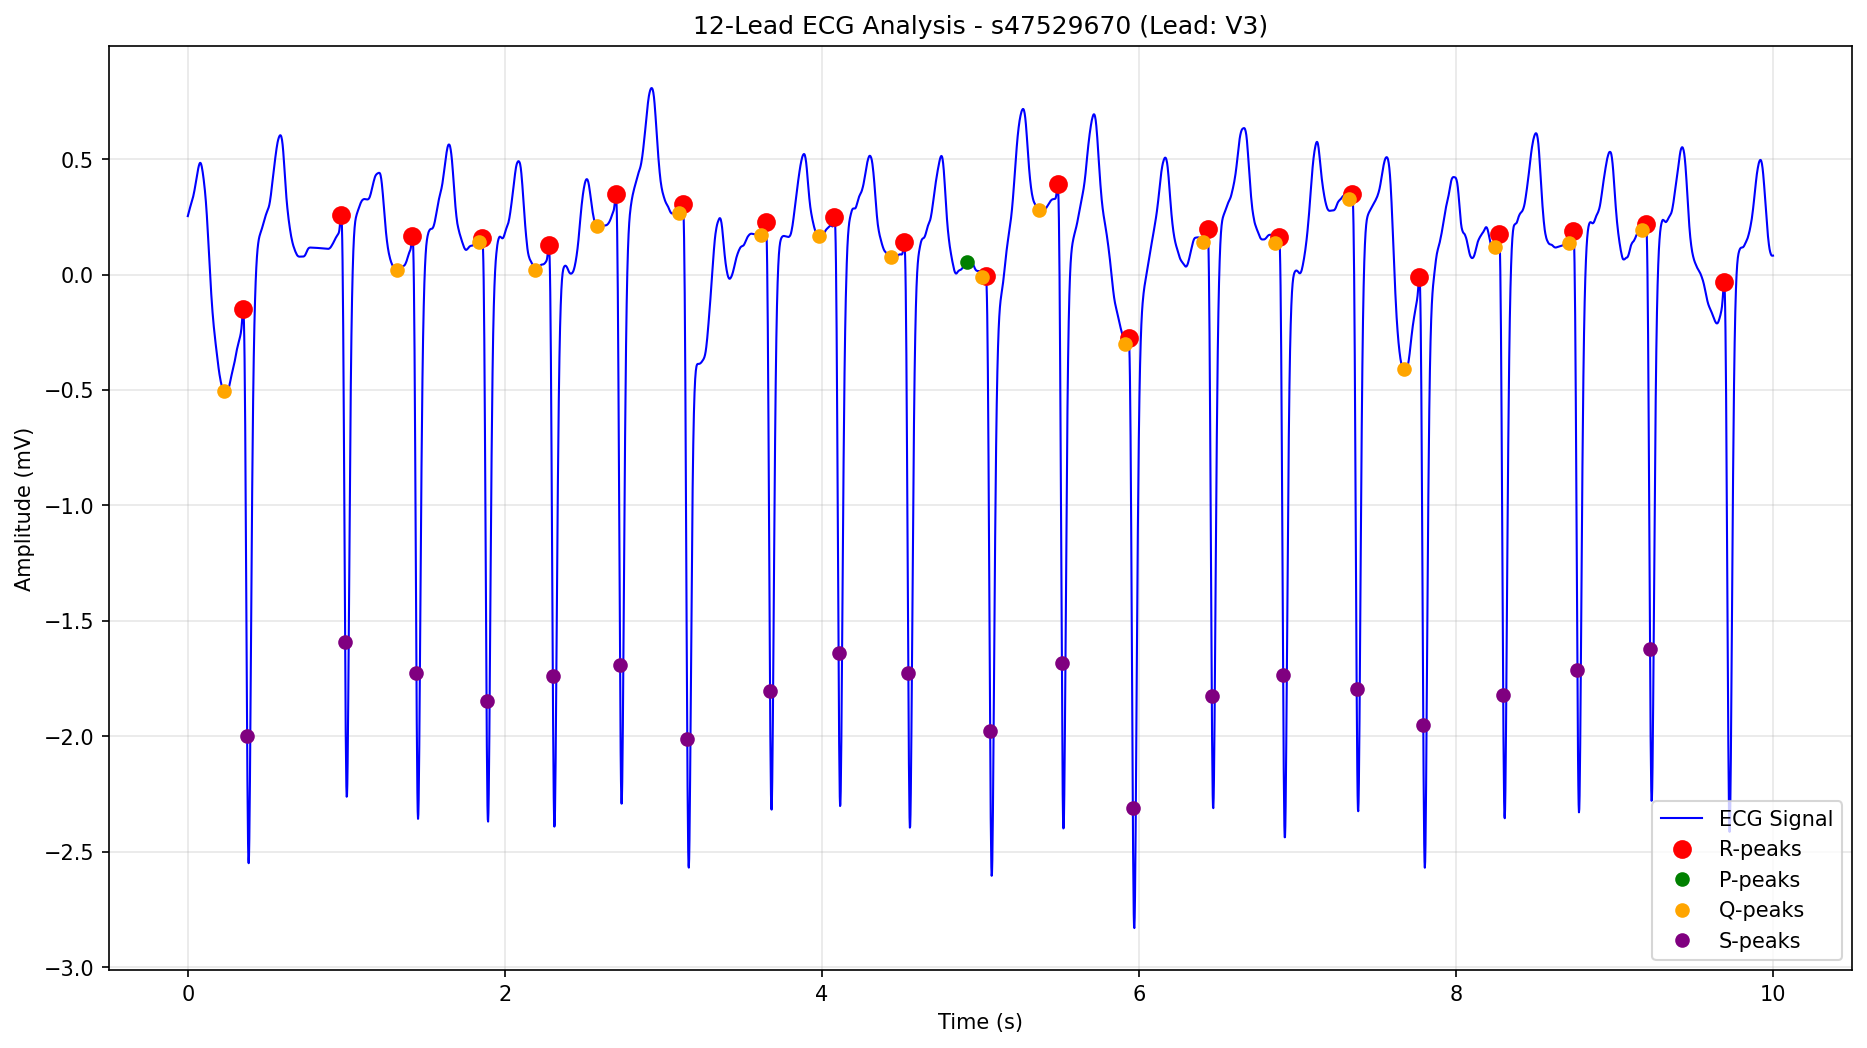 12-Lead ECG Analysis - s47529670 (Lead: V3)
Amplitude (mV)
0.5
0.0
−0.5
−1.0
−1.5
−2.0
−2.5
−3.0
0 2 4 6 8 10
Time (s)
ECG Signal
R-peaks
P-peaks
Q-peaks
S-peaks